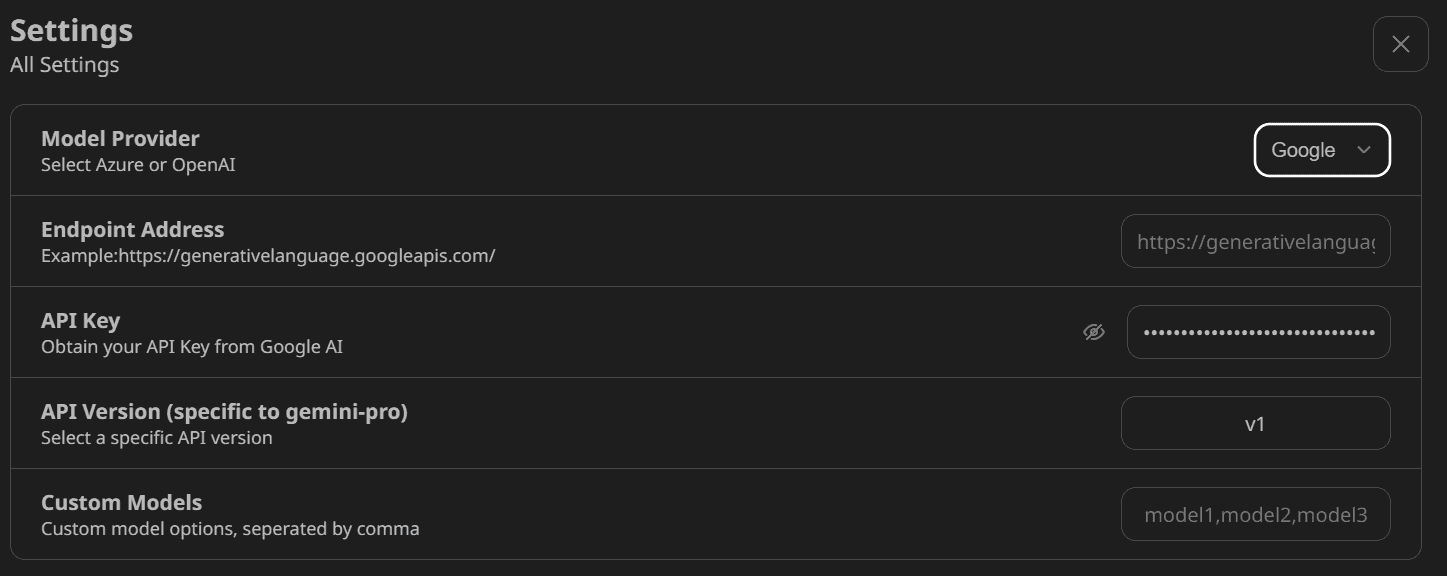 Settings
All Settings
Model Provider
Select Azure or OpenAI
Google
Endpoint Address
Example:https://generativelanguage.googleapis.com/
https://generativelanguag
API Key
Obtain your API Key from Google AI
API Version (specific to gemini-pro)
Select a specific API version
v1
Custom Models
Custom model options, seperated by comma
model1,model2,model3